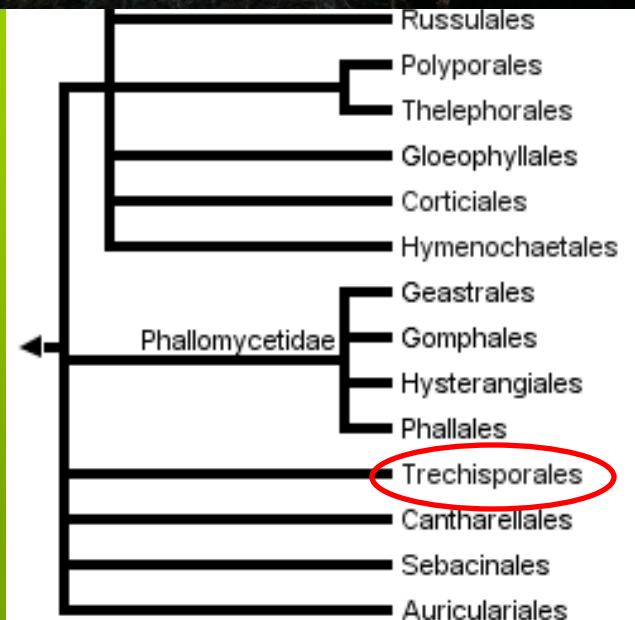 Russulales
Polyporales
Thelephorales
Gloeophyllales
Corticiales
Hymenochaetales
Geastrales
Phallomycetidae
Gomphales
Hysterangiales
Phallales
Trechisporales
Cantharellales
Sebacinales
Auriculariales